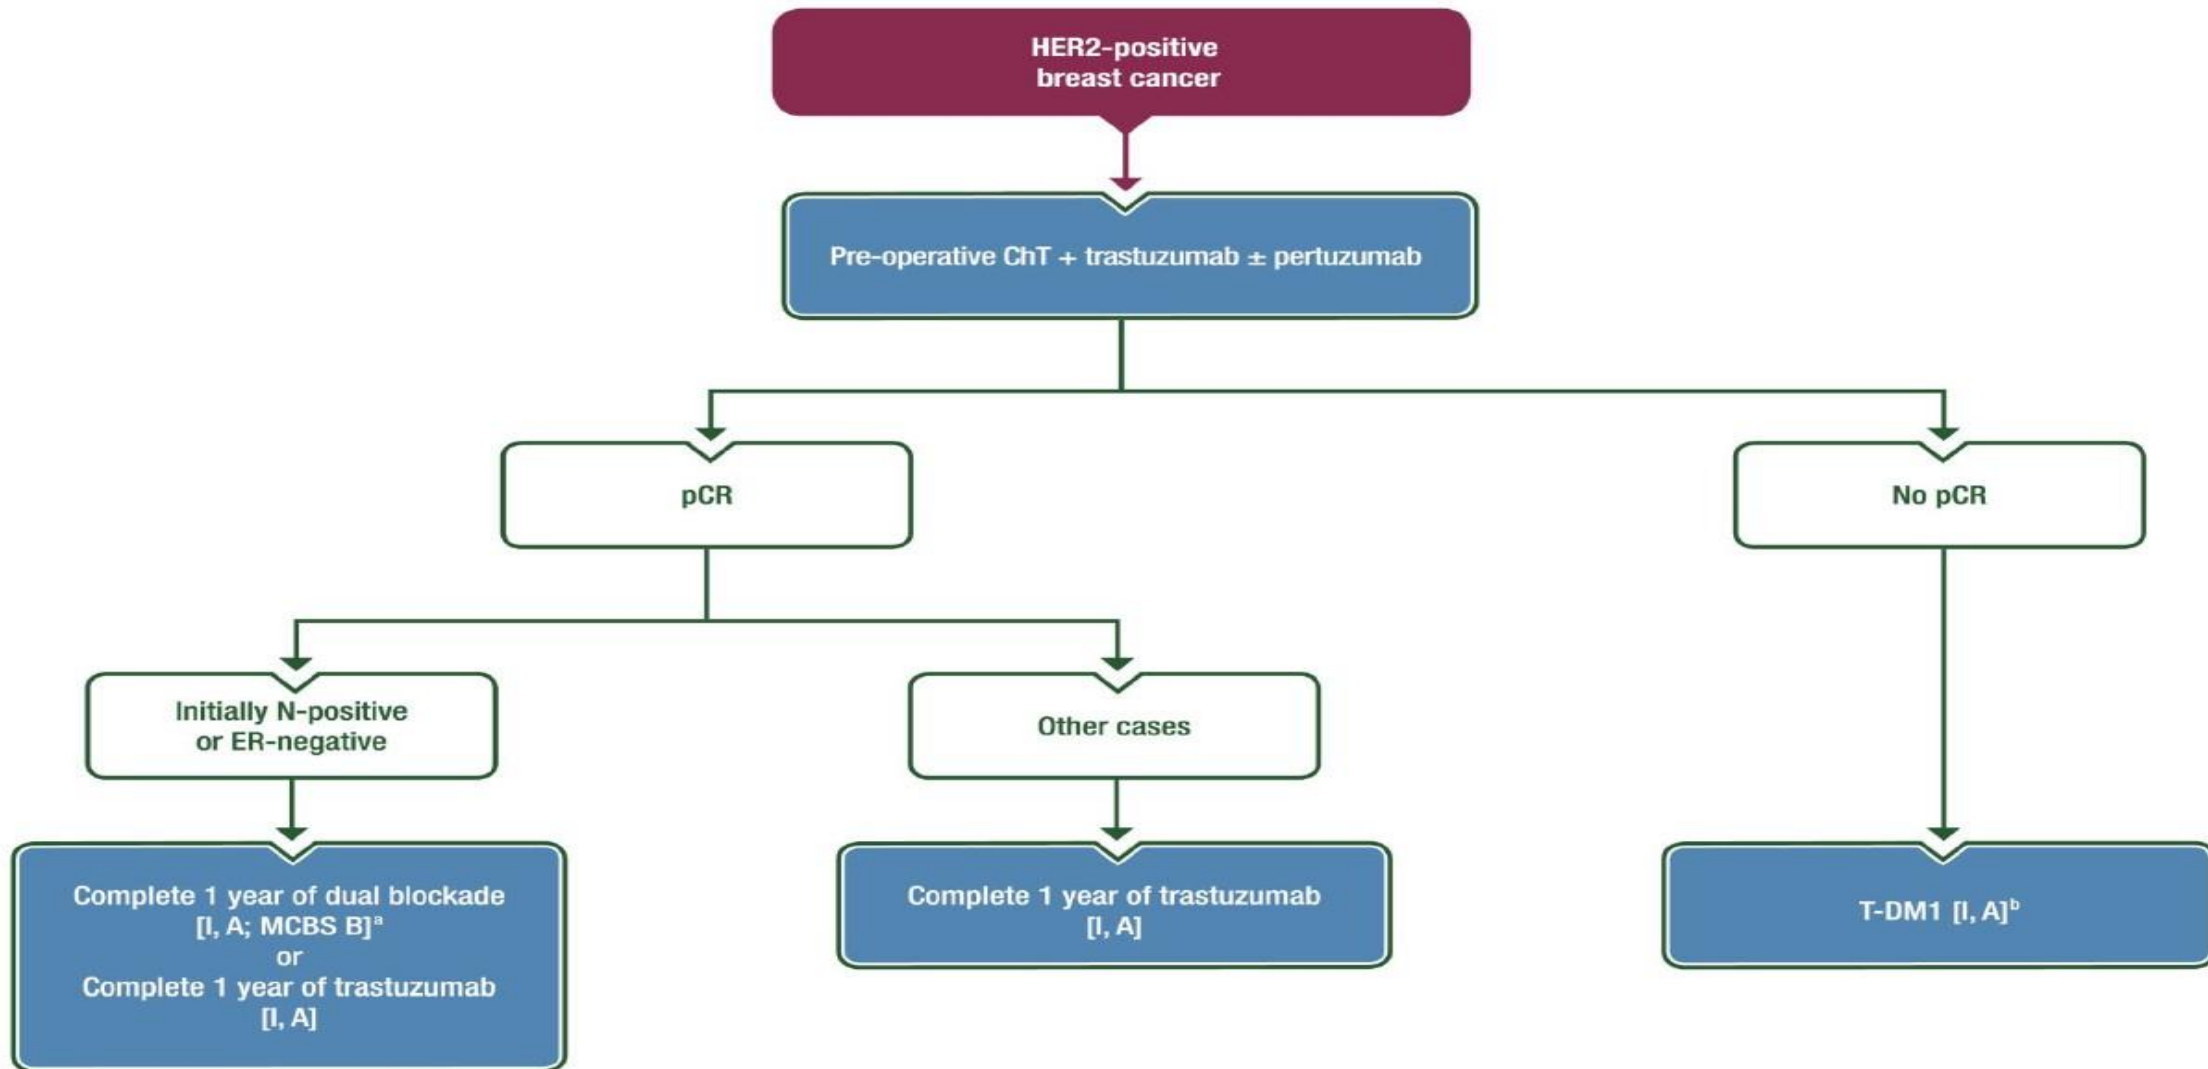 HER2-positive
breast cancer
Pre-operative ChT + trastuzumab ± pertuzumab
pCR
No pCR
Initially N-positive
or ER-negative
Other cases
Complete 1 year of dual blockade
[I, A; MCBS B]ᵃ
or
Complete 1 year of trastuzumab
[I, A]
Complete 1 year of trastuzumab
[I, A]
T-DM1 [I, A]ᵇ